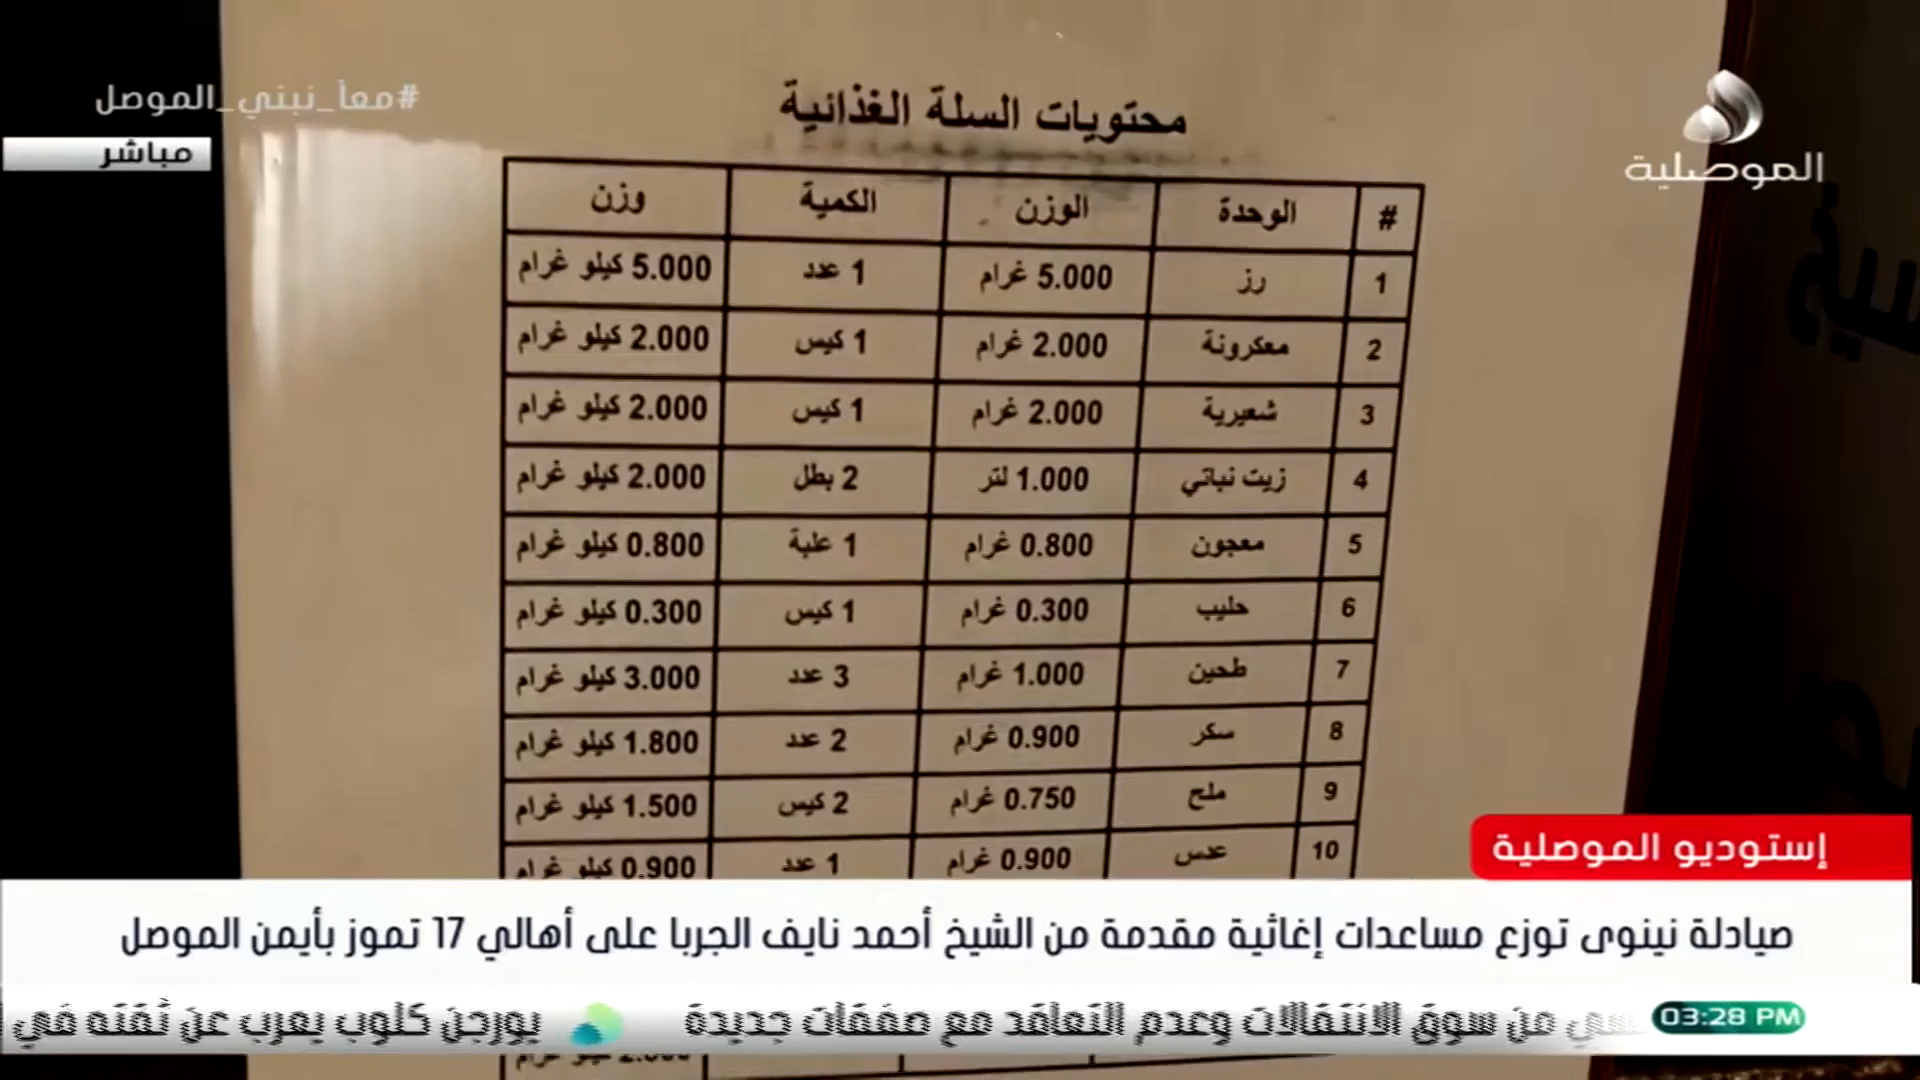 #معاً_نبني_الموصل
مباشر
الموصلية
محتويات السلة الغذائية
# الوحدة الوزن الكمية وزن
1 رز 5.000 غرام 1 عدد 5.000 كيلو غرام
2 معكرونة 2.000 غرام 1 كيس 2.000 كيلو غرام
3 شعيرية 2.000 غرام 1 كيس 2.000 كيلو غرام
4 زيت نباتي 1.000 لتر 2 بطل 2.000 كيلو غرام
5 معجون 0.800 غرام 1 علبة 0.800 كيلو غرام
6 حليب 0.300 غرام 1 كيس 0.300 كيلو غرام
7 طحين 1.000 غرام 3 عدد 3.000 كيلو غرام
8 سكر 0.900 غرام 2 عدد 1.800 كيلو غرام
9 ملح 0.750 غرام 2 كيس 1.500 كيلو غرام
10 عدس 0.900 غرام 1 عدد 0.900 كيلو غرام
إستوديو الموصلية
صيادلة نينوى توزع مساعدات إغاثية مقدمة من الشيخ أحمد نايف الجربا على أهالي 17 تموز بأيمن الموصل
03:28 PM من سوق الانتقالات وعدم التعاقد مع صفقات جديدة يورجن كلوب يعرب عن ثقته في
2.000 كيلو غرام